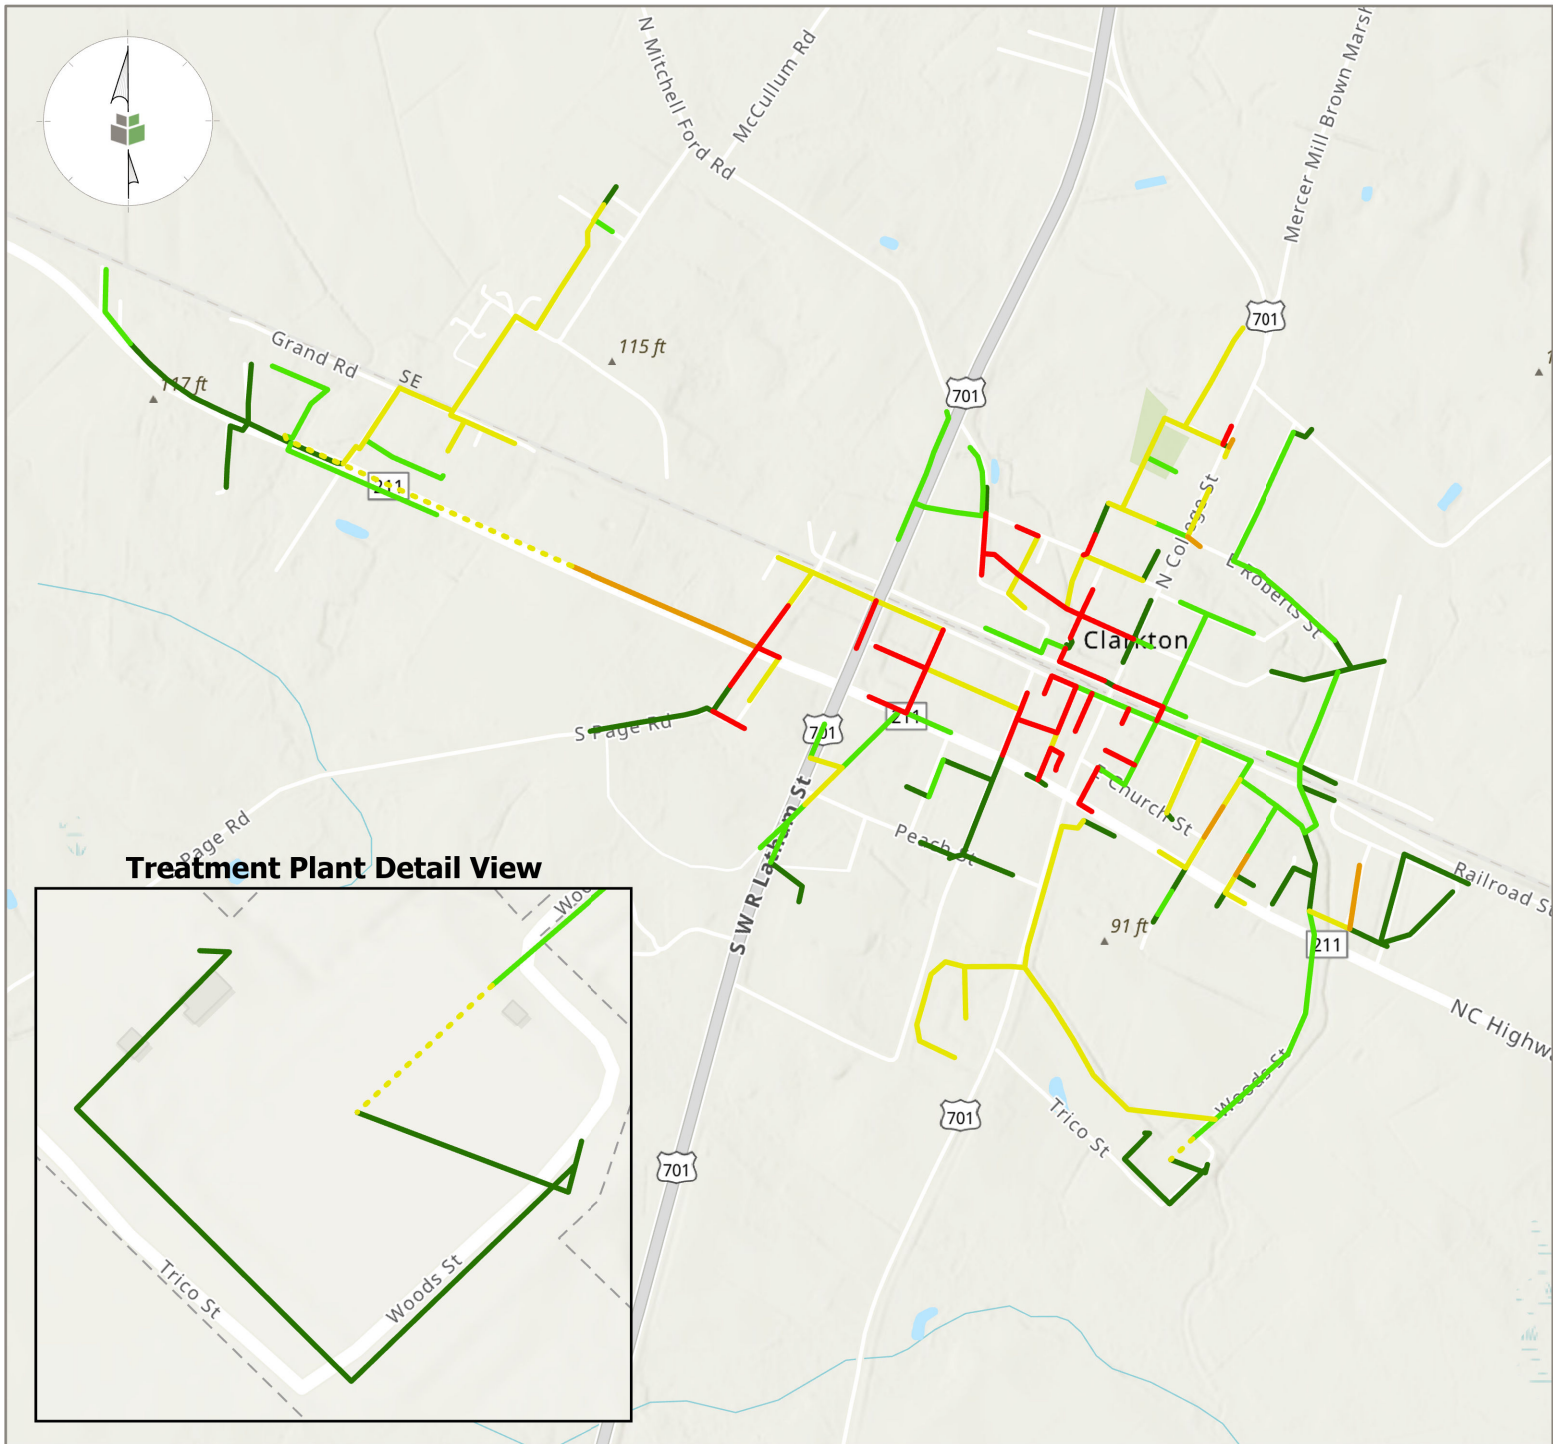 N Mitchell Ford Rd
McCullum Rd
Mercer Mill Brown Marsh
701
115 ft
Grand Rd
SE
117 ft
701
211
N College St
E Roberts St
Clarkton
S Page Rd
701
211
E Church St
Page Rd
Peach St
S W R Latham St
Railroad St
91 ft
211
NC Highw
Treatment Plant Detail View
Woo
Trico St
Woods St
Woods St
Trico St
701
701